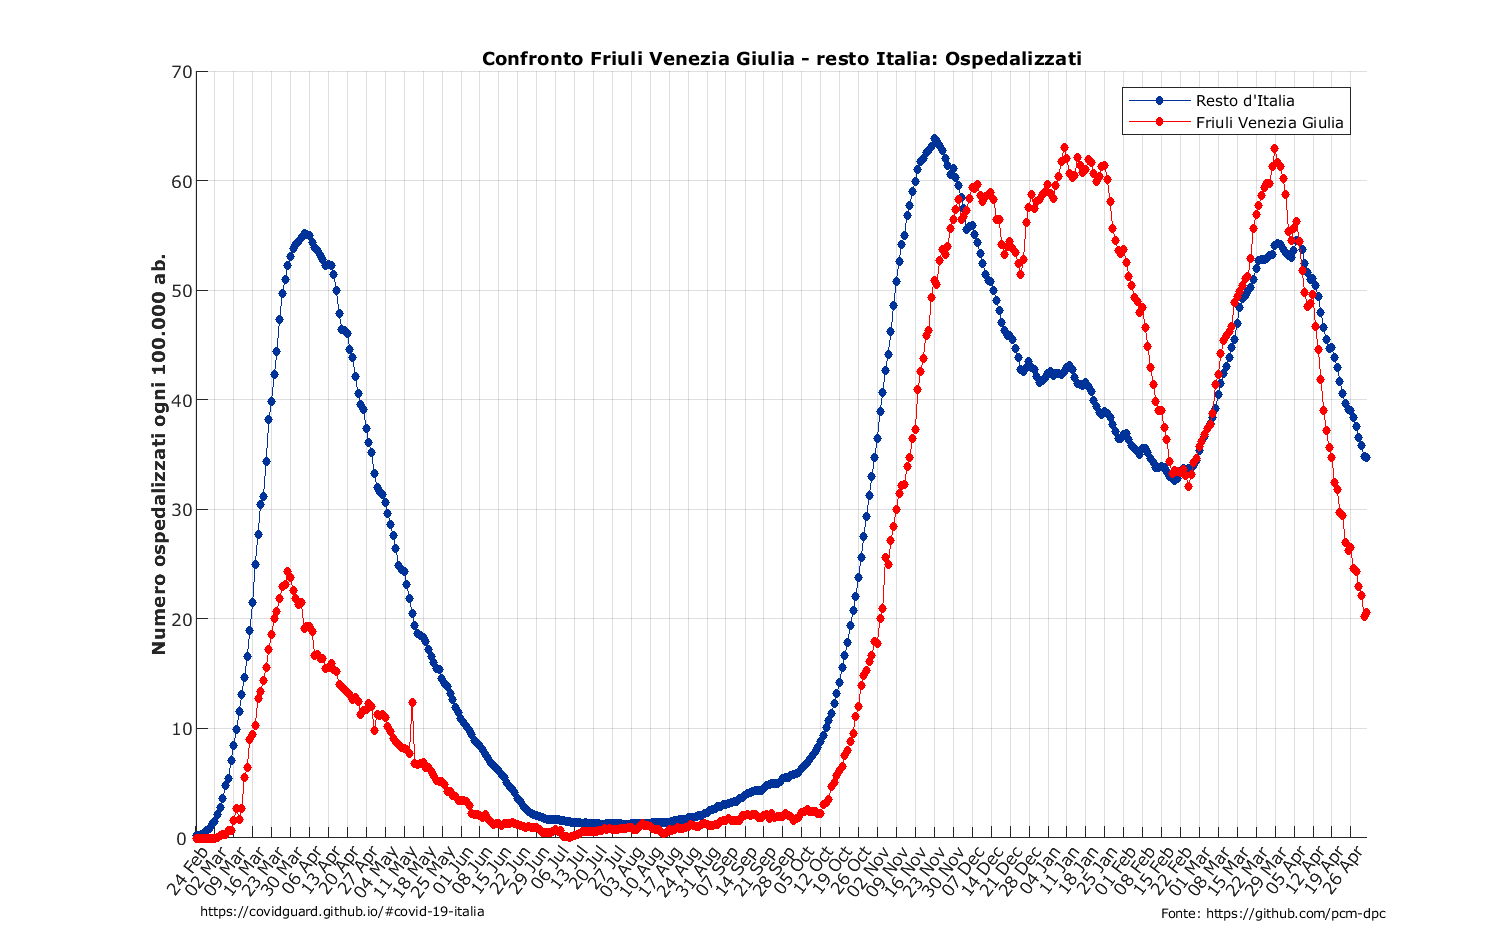 Confronto Friuli Venezia Giulia - resto Italia: Ospedalizzati
Resto d'Italia
Friuli Venezia Giulia
Numero ospedalizzati ogni 100.000 ab.
70
60
50
40
30
20
10
0
24 Feb
02 Mar
09 Mar
16 Mar
23 Mar
30 Mar
06 Apr
13 Apr
20 Apr
27 Apr
04 May
11 May
18 May
25 May
01 Jun
08 Jun
15 Jun
22 Jun
29 Jun
06 Jul
13 Jul
20 Jul
27 Jul
03 Aug
10 Aug
17 Aug
24 Aug
31 Aug
07 Sep
14 Sep
21 Sep
28 Sep
05 Oct
12 Oct
19 Oct
26 Oct
02 Nov
09 Nov
16 Nov
23 Nov
30 Nov
07 Dec
14 Dec
21 Dec
28 Dec
04 Jan
11 Jan
18 Jan
25 Jan
01 Feb
08 Feb
15 Feb
22 Feb
01 Mar
08 Mar
15 Mar
22 Mar
29 Mar
05 Apr
12 Apr
19 Apr
26 Apr
https://covidguard.github.io/#covid-19-italia
Fonte: https://github.com/pcm-dpc